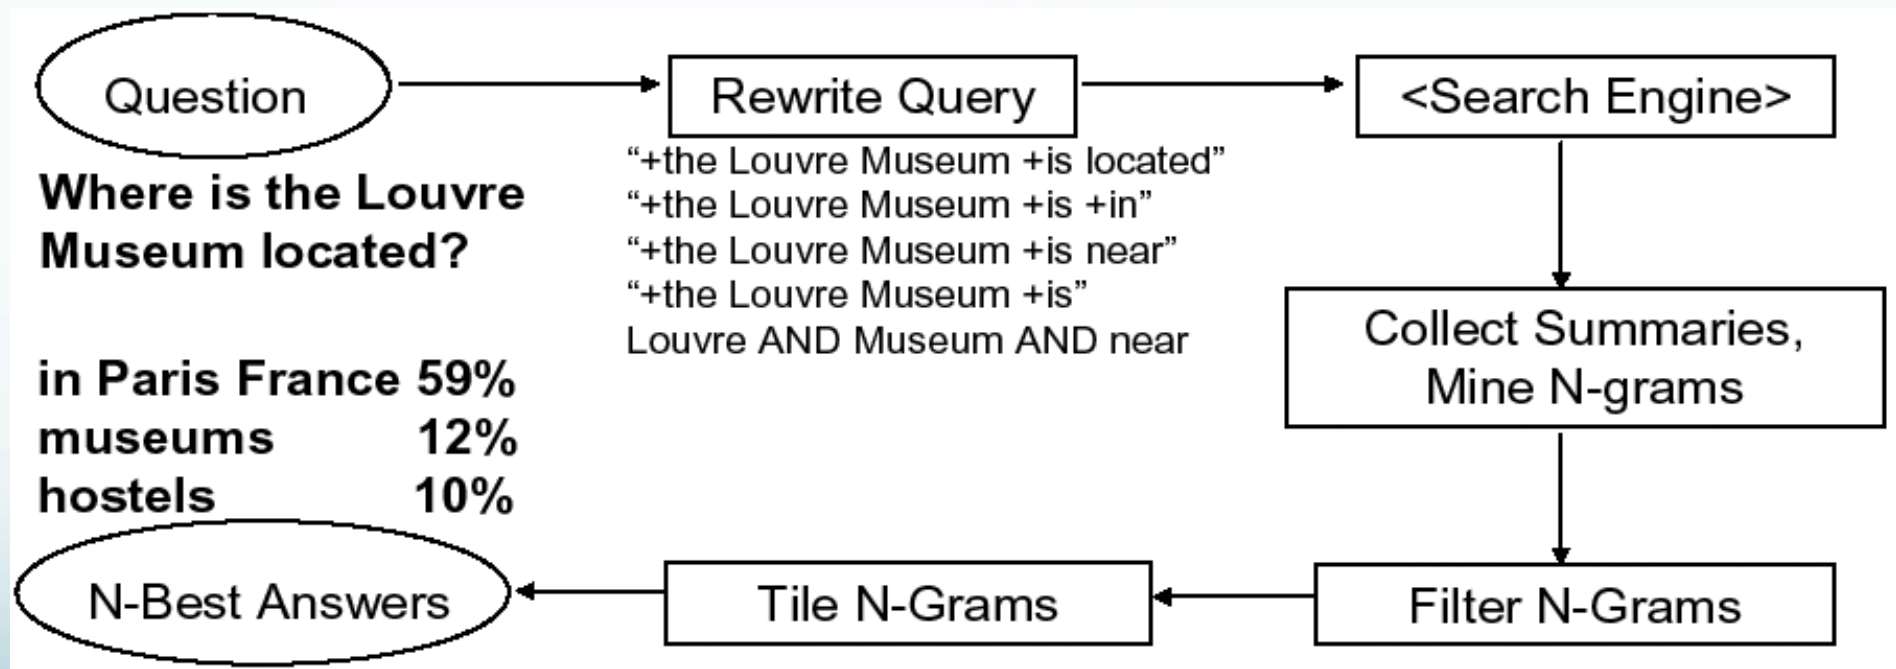 Question
Rewrite Query
<Search Engine>
Where is the Louvre
Museum located?
“+the Louvre Museum +is located”
“+the Louvre Museum +is +in”
“+the Louvre Museum +is near”
“+the Louvre Museum +is”
Louvre AND Museum AND near
Collect Summaries,
Mine N-grams
in Paris France 59%
museums 12%
hostels 10%
N-Best Answers
Tile N-Grams
Filter N-Grams